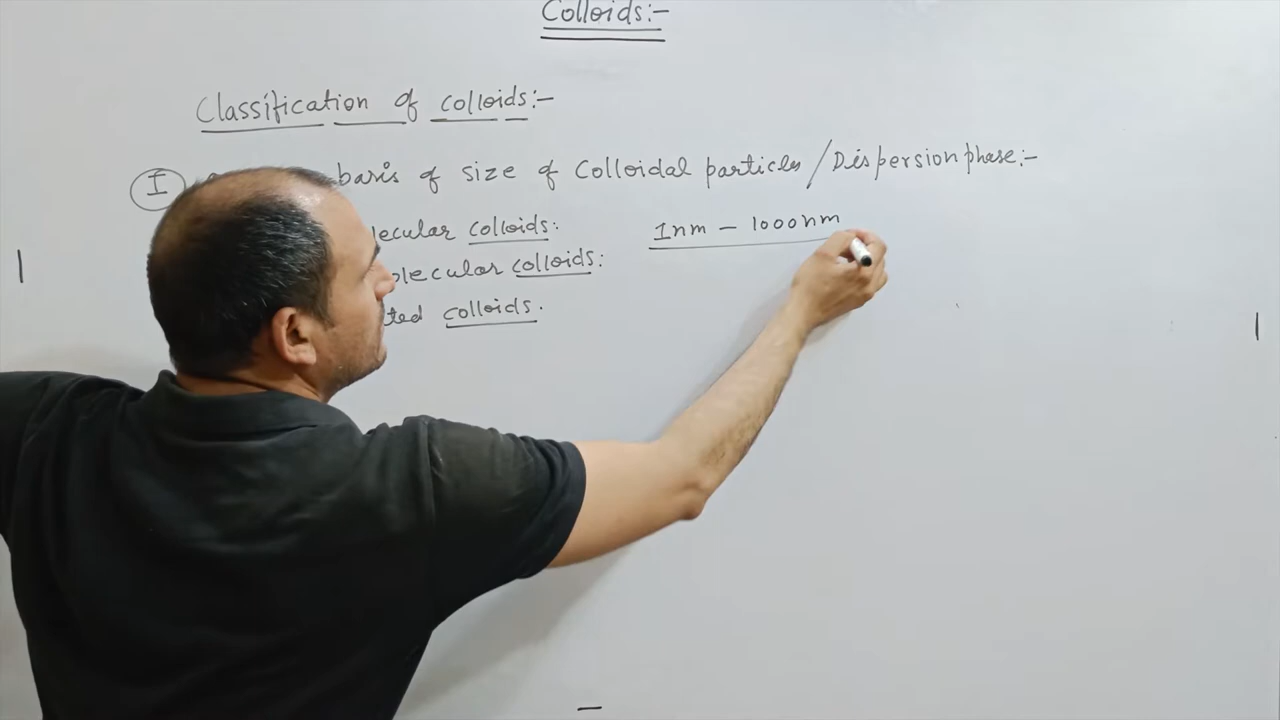 Colloids:-
Classification of colloids:-
I basis of size of Colloidal particles / Dispersion phase:-
lecular colloids: 1nm - 1000nm
olecular colloids:
ted colloids.